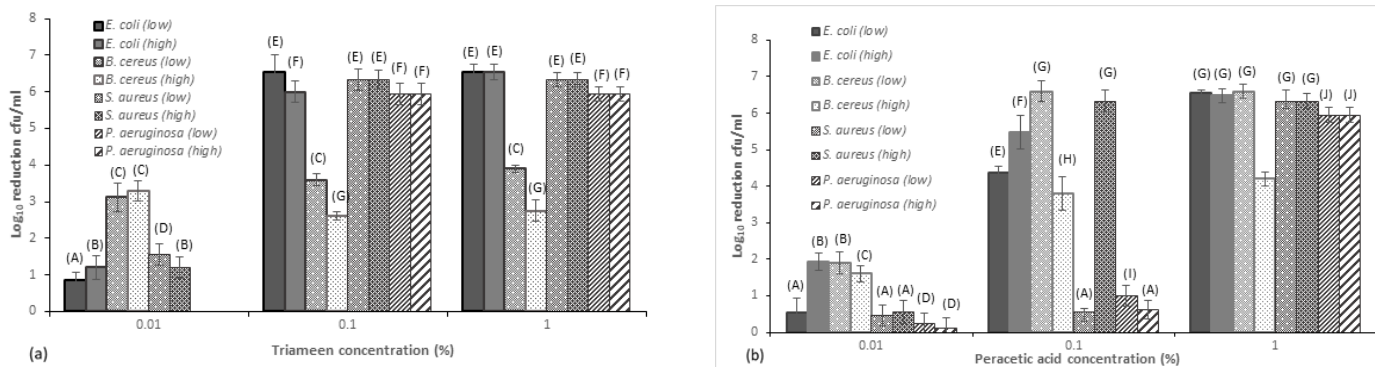 8
7
6
5
4
3
2
1
0
Log10 reduction cfu/ml
E. coli (low)
E. coli (high)
B. cereus (low)
B. cereus (high)
S. aureus (low)
S. aureus (high)
P. aeruginosa (low)
P. aeruginosa (high)
(A) (B) (C) (C) (D) (B)
(E) (F) (C) (G) (E) (E) (F) (F)
(E) (E) (C) (G) (E) (E) (F) (F)
0.01 0.1 1
(a) Triameen concentration (%)
8
7
6
5
4
3
2
1
0
Log10 reduction cfu/ml
E. coli (low)
E. coli (high)
B. cereus (low)
B. cereus (high)
S. aureus (low)
S. aureus (high)
P. aeruginosa (low)
P. aeruginosa (high)
(A) (B) (B) (C) (A) (A) (D) (D)
(E) (F) (G) (H) (A) (G) (I) (A)
(G) (G) (G) (G) (G) (J) (J)
0.01 0.1 1
(b) Peracetic acid concentration (%)